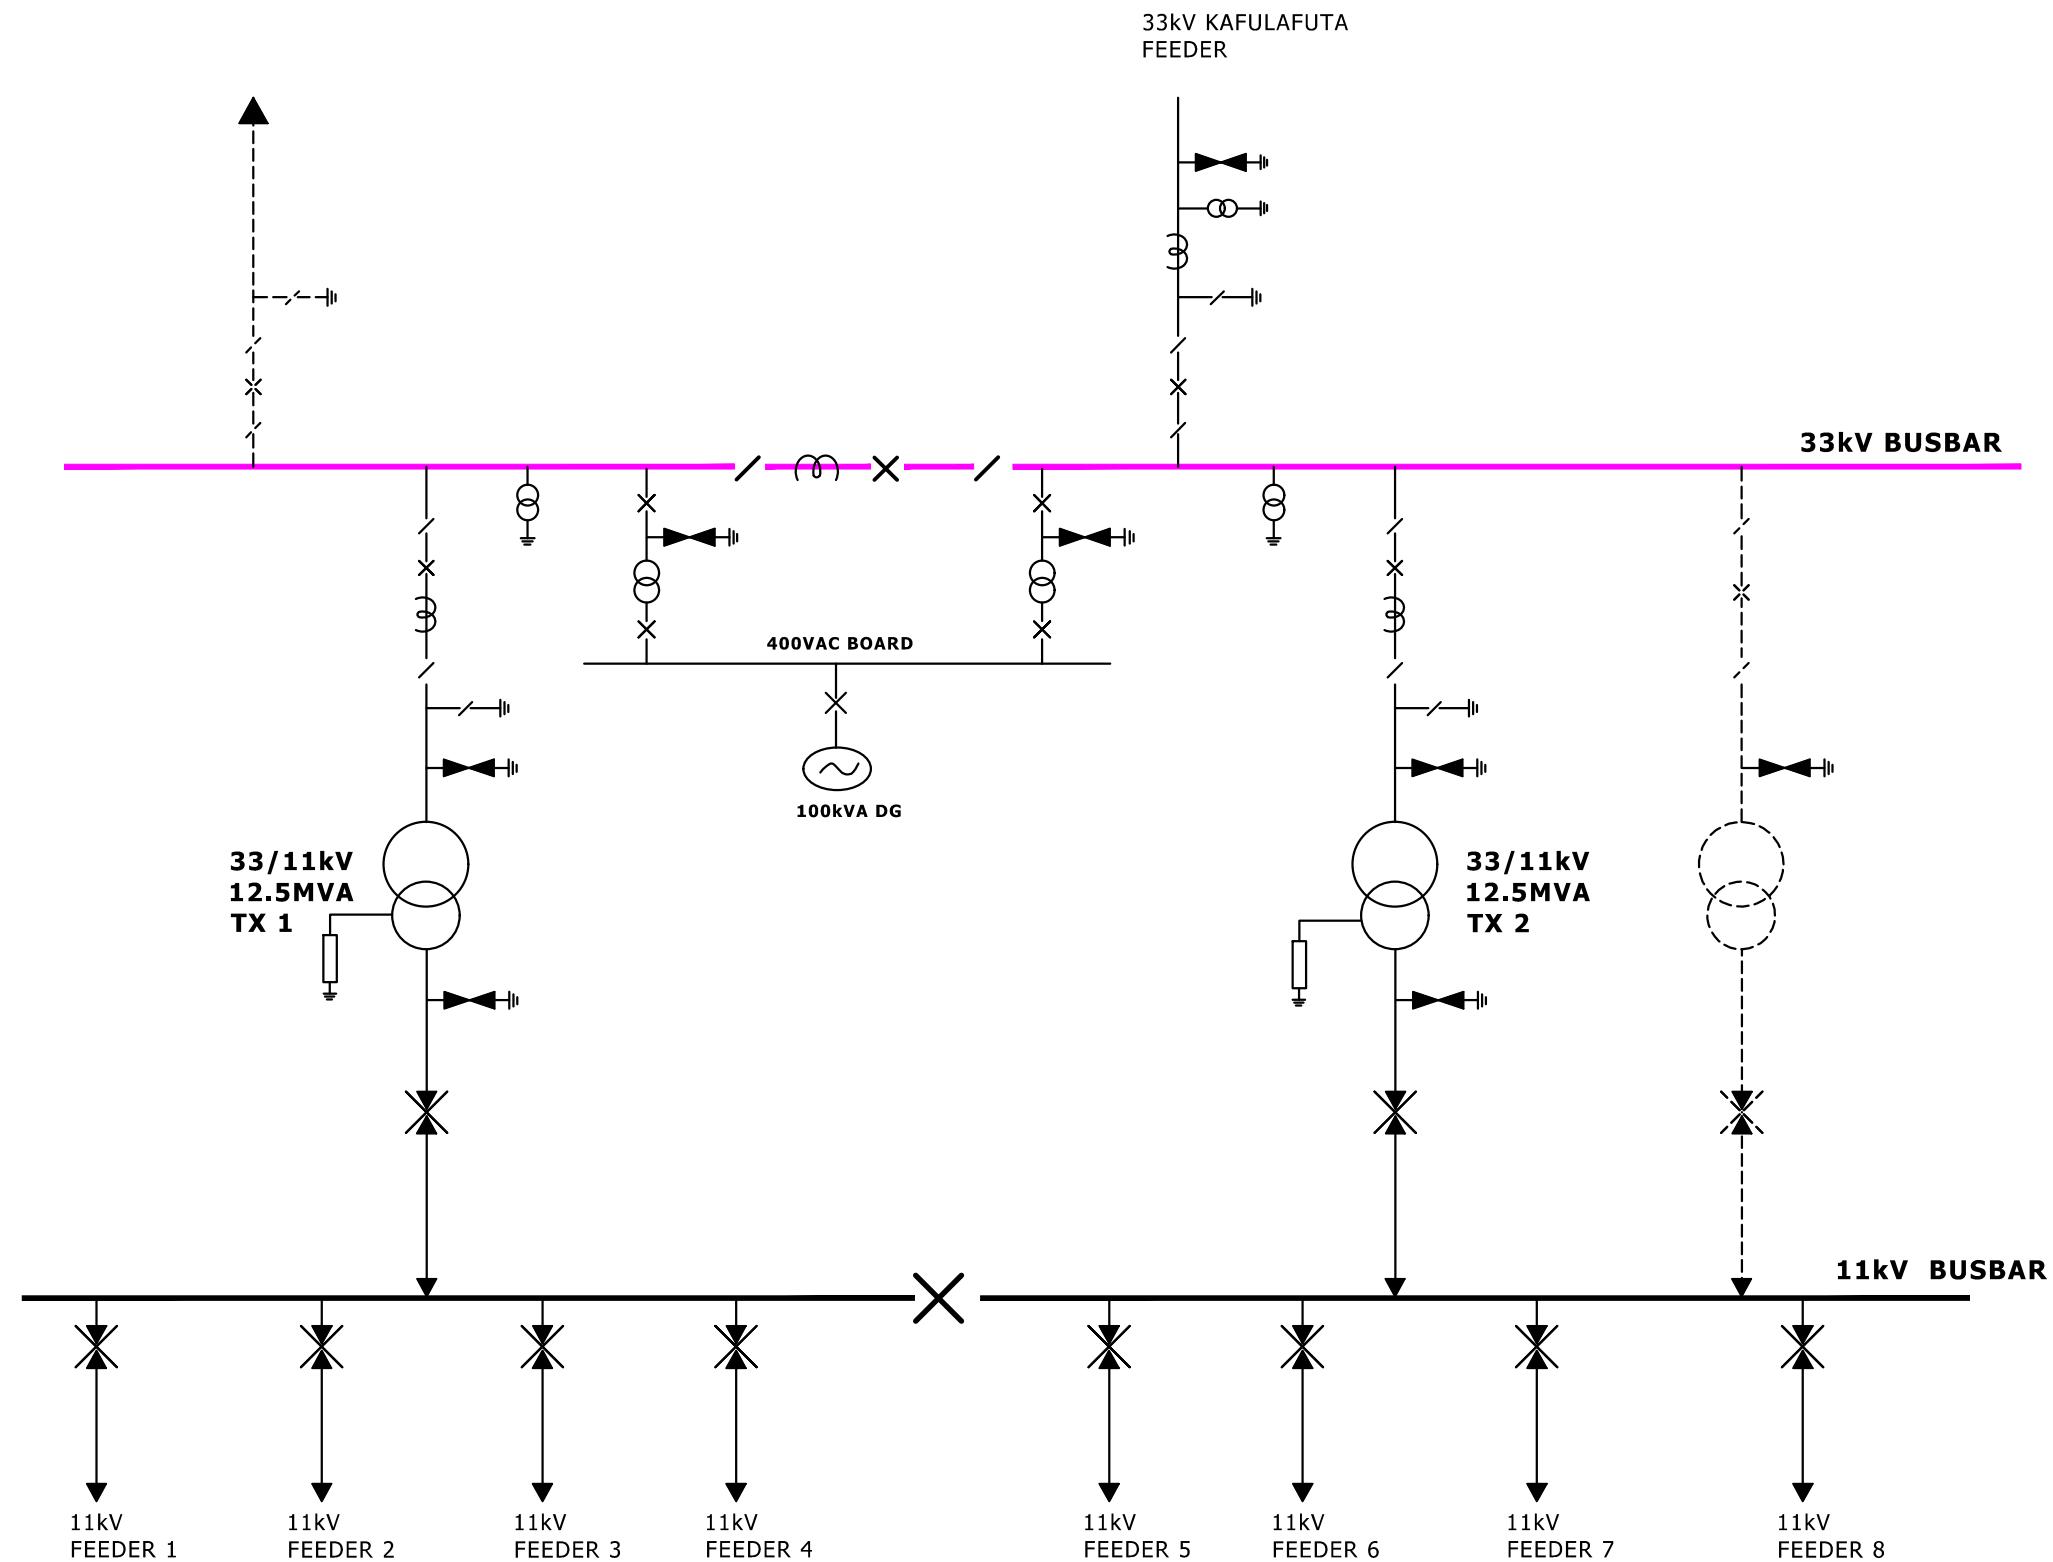 33kV KAFULAFUTA
FEEDER
33kV BUSBAR
400VAC BOARD
100kVA DG
33/11kV
12.5MVA
TX 1
33/11kV
12.5MVA
TX 2
11kV BUSBAR
11kV
FEEDER 1
11kV
FEEDER 2
11kV
FEEDER 3
11kV
FEEDER 4
11kV
FEEDER 5
11kV
FEEDER 6
11kV
FEEDER 7
11kV
FEEDER 8